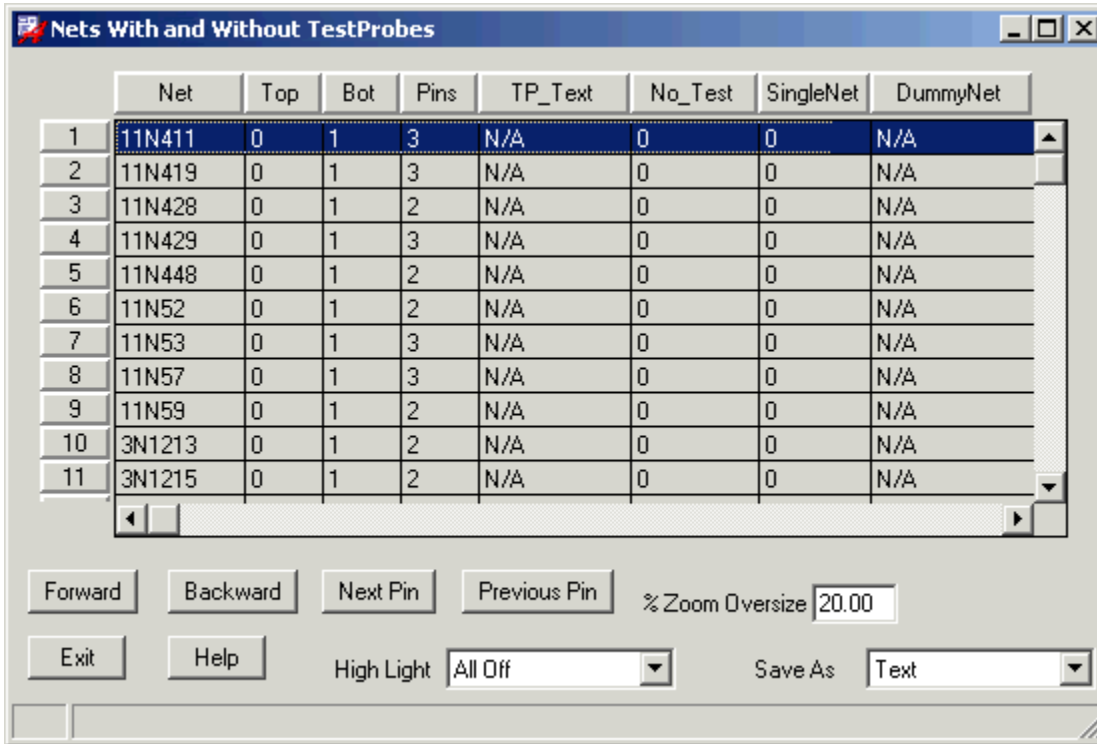 Nets With and Without TestProbes
Net Top Bot Pins TP_Text No_Test SingleNet DummyNet
1 11N411 0 1 3 N/A 0 0 N/A
2 11N419 0 1 3 N/A 0 0 N/A
3 11N428 0 1 2 N/A 0 0 N/A
4 11N429 0 1 3 N/A 0 0 N/A
5 11N448 0 1 2 N/A 0 0 N/A
6 11N52 0 1 2 N/A 0 0 N/A
7 11N53 0 1 3 N/A 0 0 N/A
8 11N57 0 1 3 N/A 0 0 N/A
9 11N59 0 1 2 N/A 0 0 N/A
10 3N1213 0 1 2 N/A 0 0 N/A
11 3N1215 0 1 2 N/A 0 0 N/A
Forward Backward Next Pin Previous Pin % Zoom Oversize 20.00
Exit Help High Light All Off Save As Text